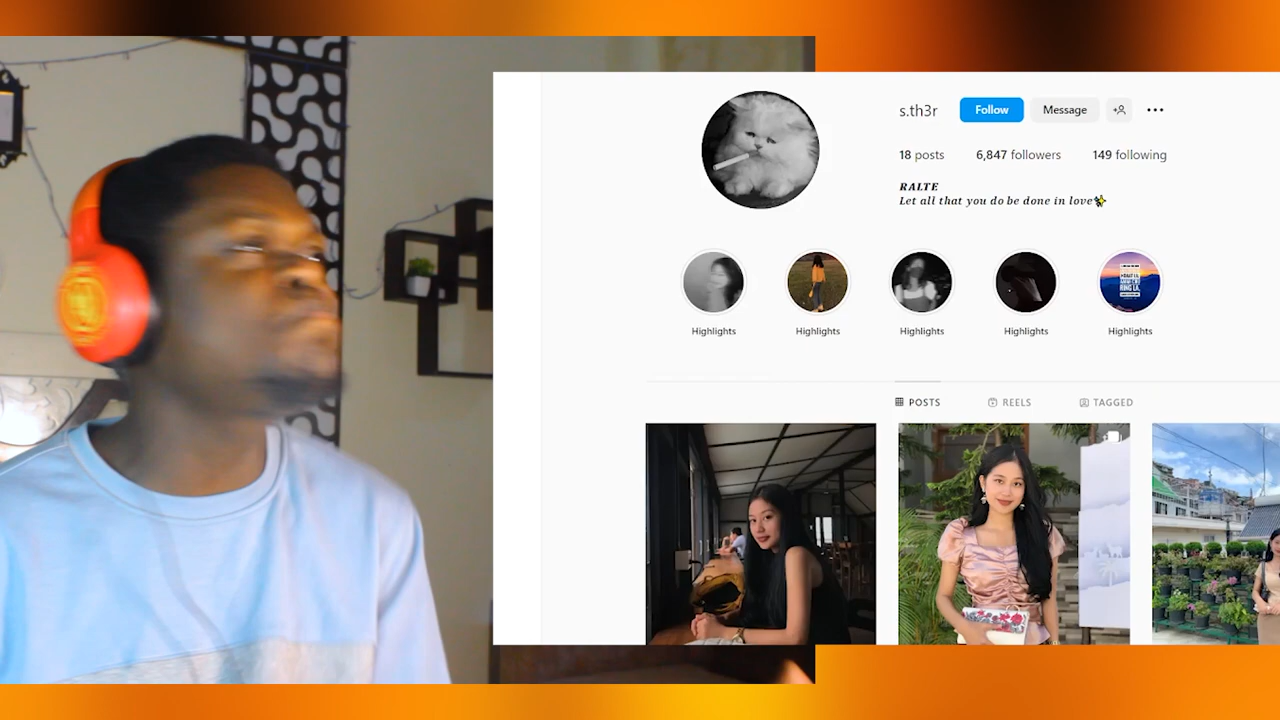 s.th3r Follow Message
18 posts 6,847 followers 149 following
RALTE
Let all that you do be done in love✨
Highlights Highlights Highlights Highlights Highlights
POSTS REELS TAGGED